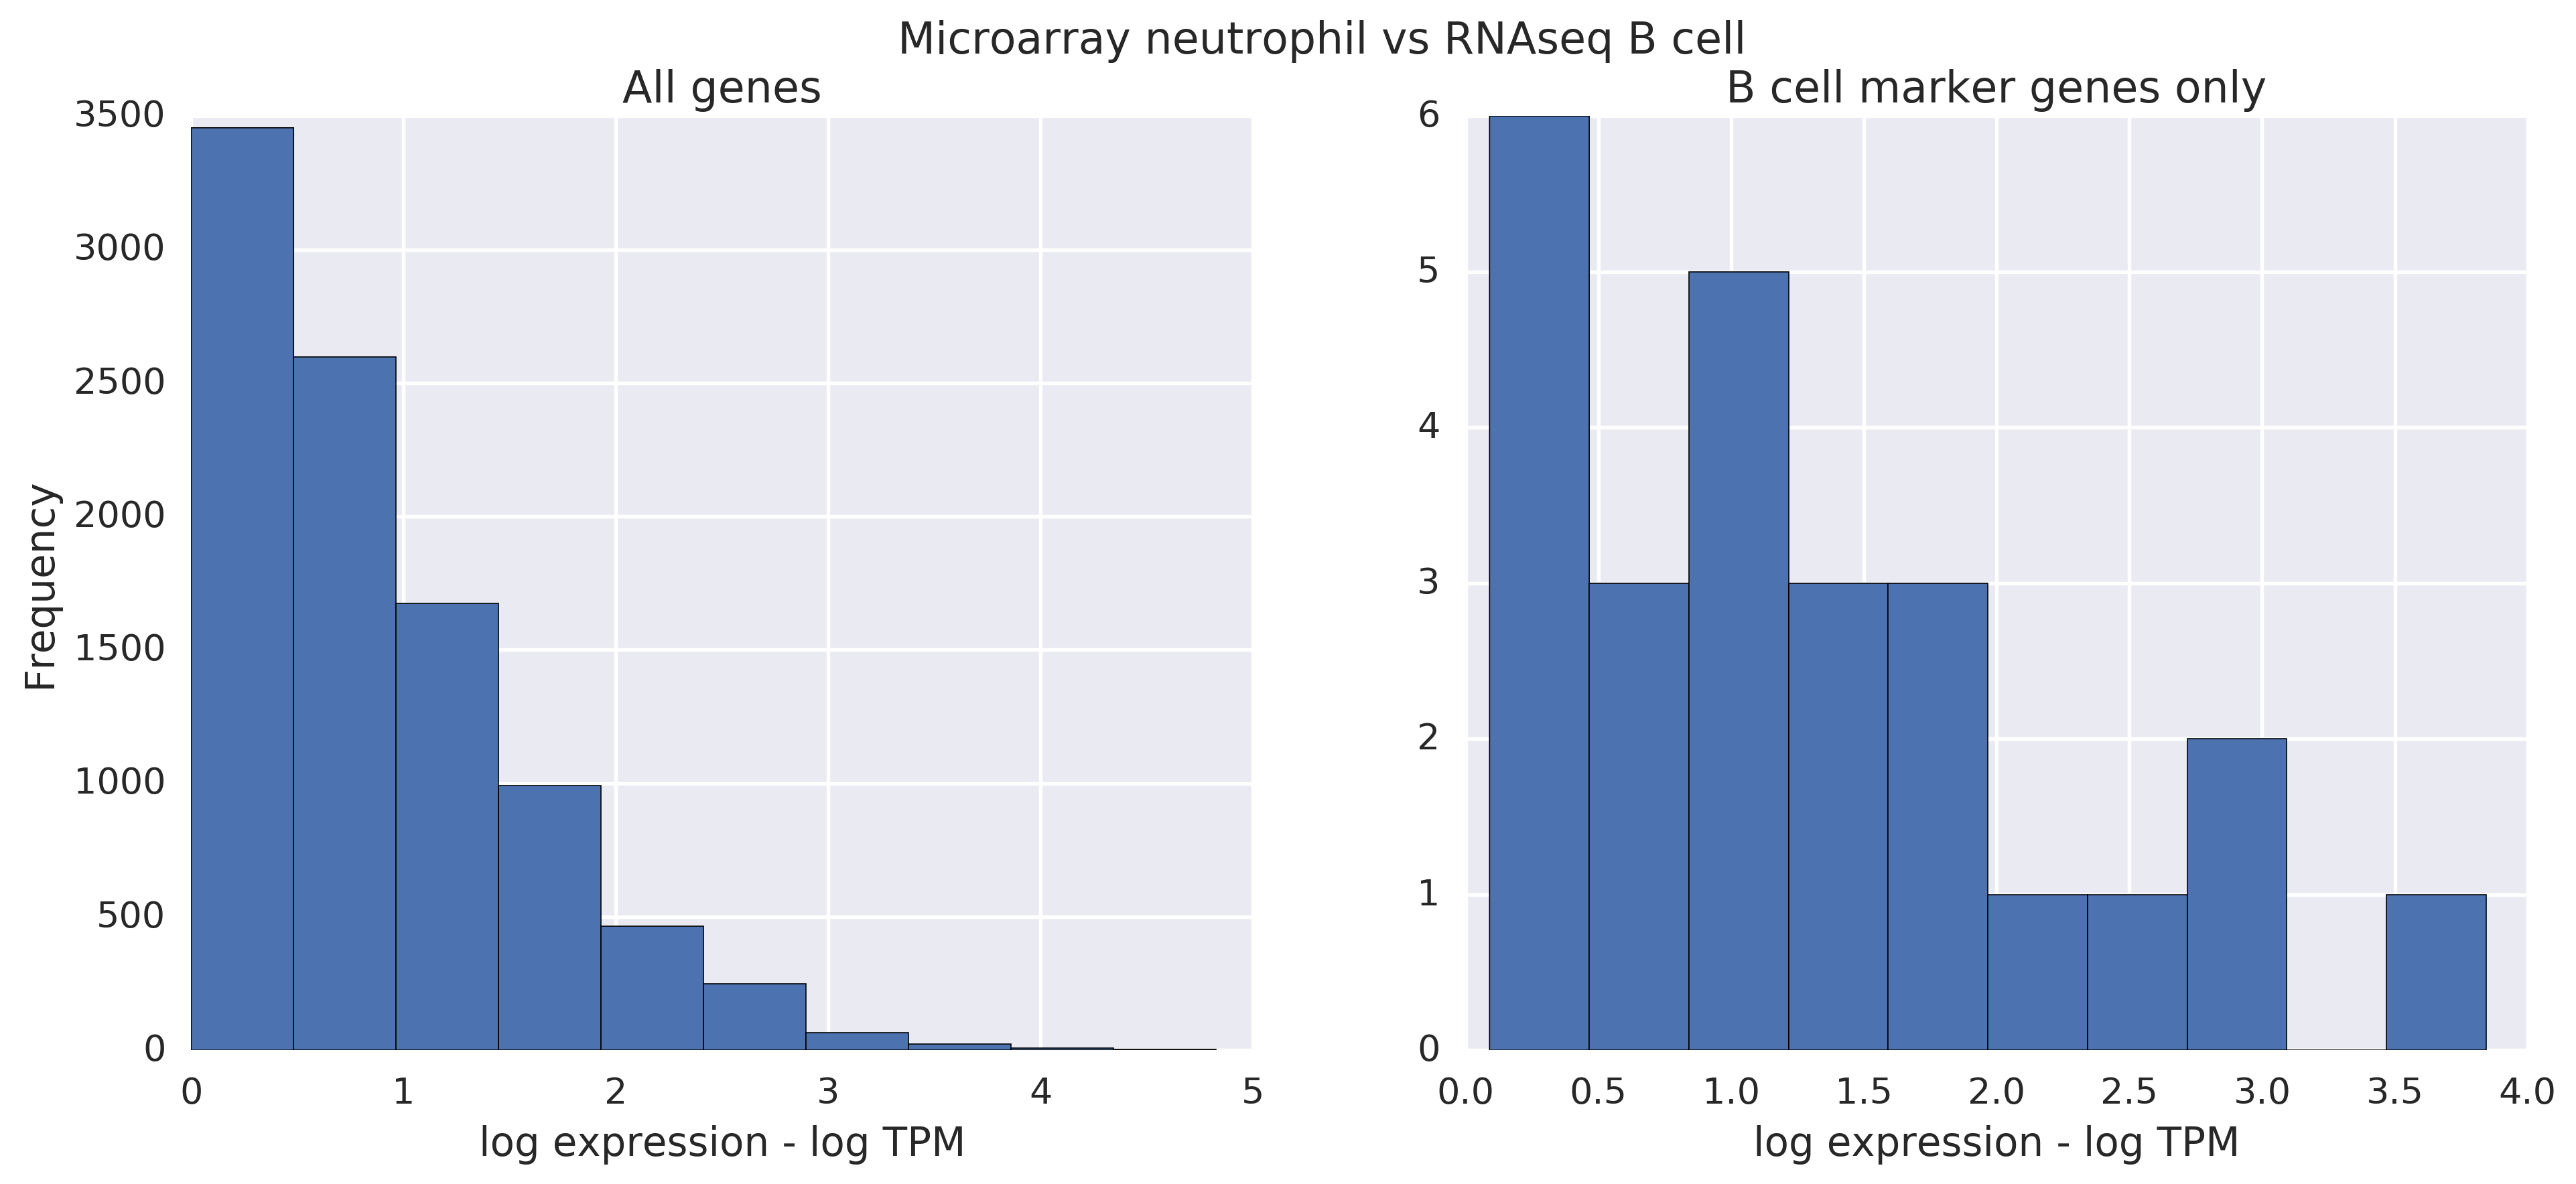 Microarray neutrophil vs RNAseq B cell
All genes
3500
3000
2500
2000
1500
1000
500
0
Frequency
0 1 2 3 4 5
log expression - log TPM
B cell marker genes only
6
5
4
3
2
1
0
0.0 0.5 1.0 1.5 2.0 2.5 3.0 3.5 4.0
log expression - log TPM